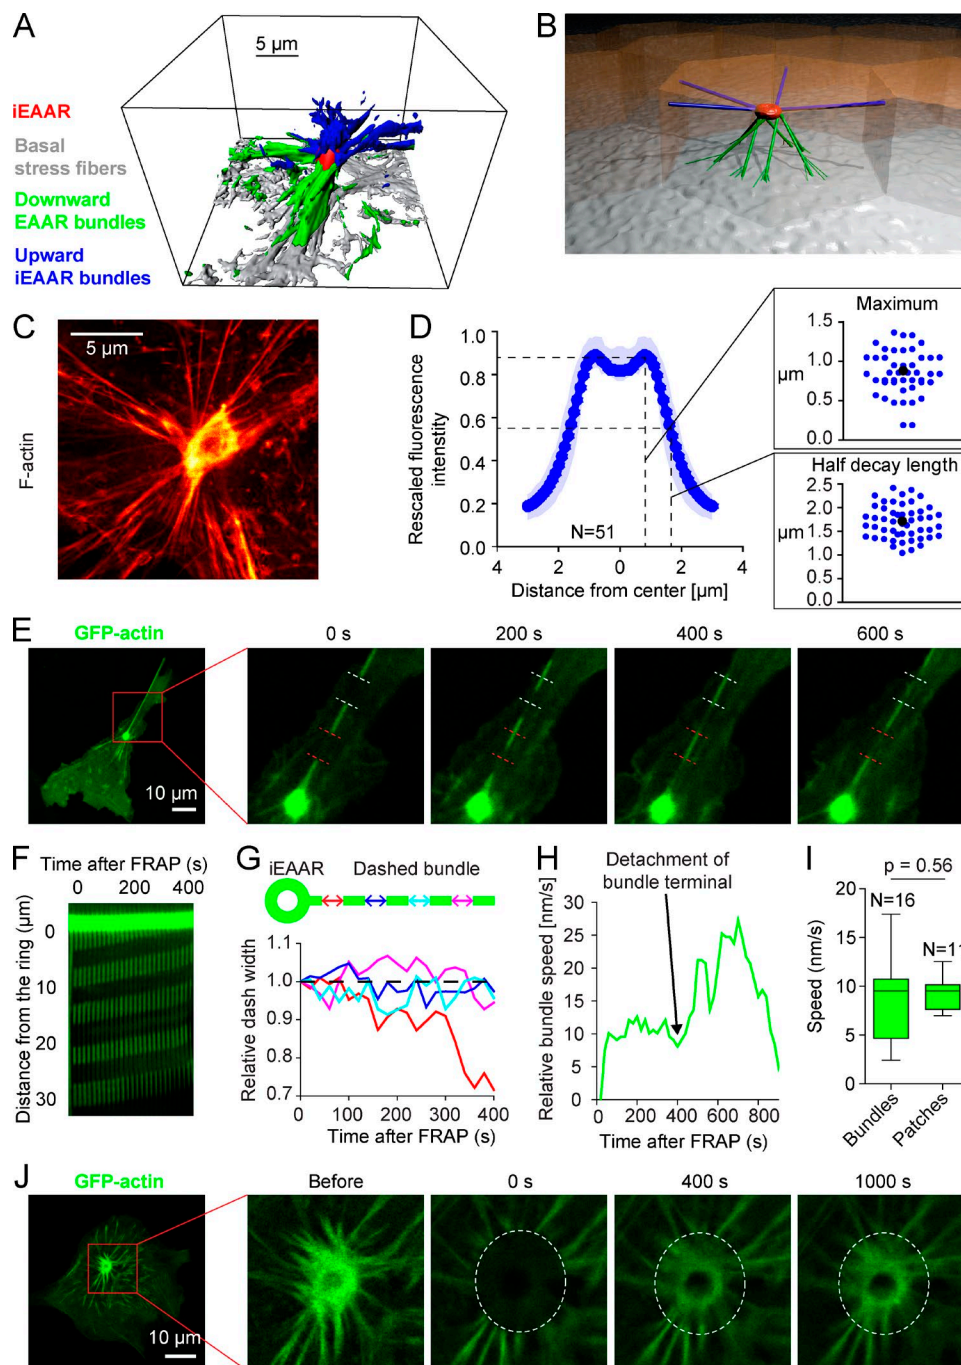 A
5 µm
iEAAR
Basal
stress fibers
Downward
EAAR bundles
Upward
iEAAR bundles
B
C
5 µm
F-actin
D
Rescaled fluorescence
intenstity
1.0
0.8
0.6
0.4
0.2
0.0
N=51
4 2 0 2 4
Distance from center [µm]
Maximum
µm
1.5
1.0
0.5
0.0
Half decay length
µm
2.5
2.0
1.5
1.0
0.5
0.0
E
GFP-actin
0 s
200 s
400 s
600 s
10 µm
F
Time after FRAP (s)
0 200 400
Distance from the ring (µm)
0
10
20
30
G
iEAAR
Dashed bundle
Relative dash width
1.1
1.0
0.9
0.8
0.7
0 100 200 300 400
Time after FRAP (s)
H
Detachment of
bundle terminal
Relative bundle speed [nm/s]
35
30
25
20
15
10
5
0
0 200 400 600 800
Time after FRAP (s)
I
p = 0.56
N=16
N=11
Speed (nm/s)
20
15
10
5
0
Bundles
Patches
J
GFP-actin
Before
0 s
400 s
1000 s
10 µm